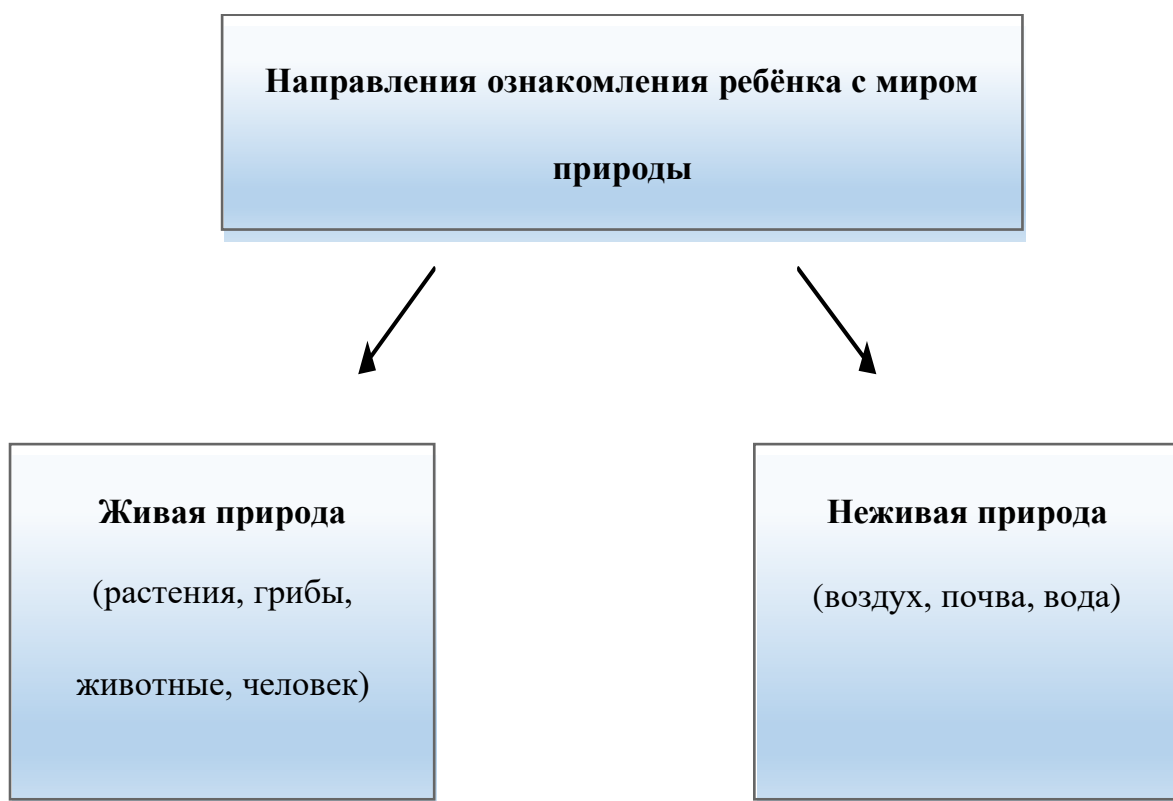 Направления ознакомления ребёнка с миром
природы
Живая природа
(растения, грибы,
животные, человек)
Неживая природа
(воздух, почва, вода)